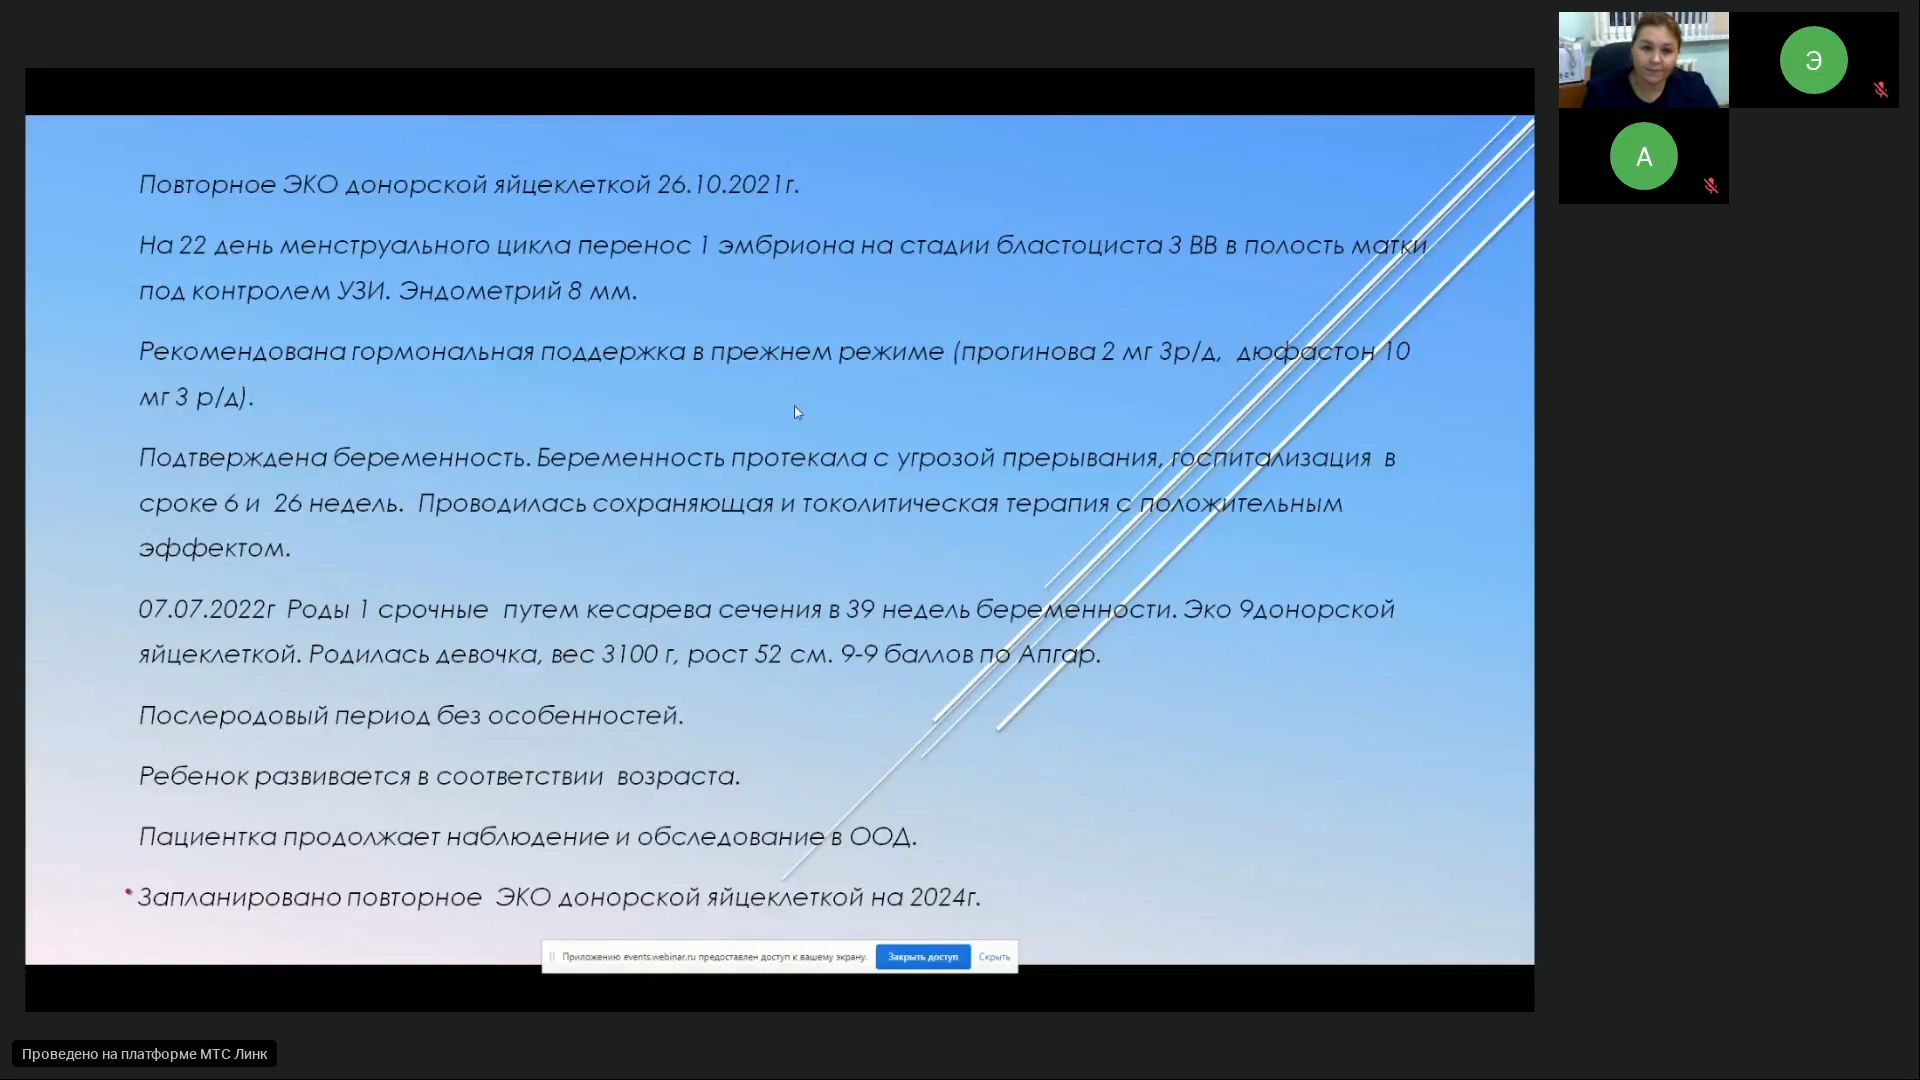 Повторное ЭКО донорской яйцеклеткой 26.10.2021г.
На 22 день менструального цикла перенос 1 эмбриона на стадии бластоциста 3 ВВ в полость матки
под контролем УЗИ. Эндометрий 8 мм.
Рекомендована гормональная поддержка в прежнем режиме (прогинова 2 мг 3р/д, дюфастон 10
мг 3 р/д).
Подтверждена беременность. Беременность протекала с угрозой прерывания, госпитализация в
сроке 6 и 26 недель. Проводилась сохраняющая и токолитическая терапия с положительным
эффектом.
07.07.2022г Роды 1 срочные путем кесарева сечения в 39 недель беременности. Эко 9донорской
яйцеклеткой. Родилась девочка, вес 3100 г, рост 52 см. 9-9 баллов по Апгар.
Послеродовый период без особенностей.
Ребенок развивается в соответствии возраста.
Пациентка продолжает наблюдение и обследование в ООД.
• Запланировано повторное ЭКО донорской яйцеклеткой на 2024г.
Приложению events.webinar.ru предоставлен доступ к вашему экрану. Закрыть доступ Скрыть
Э
А
Проведено на платформе МТС Линк